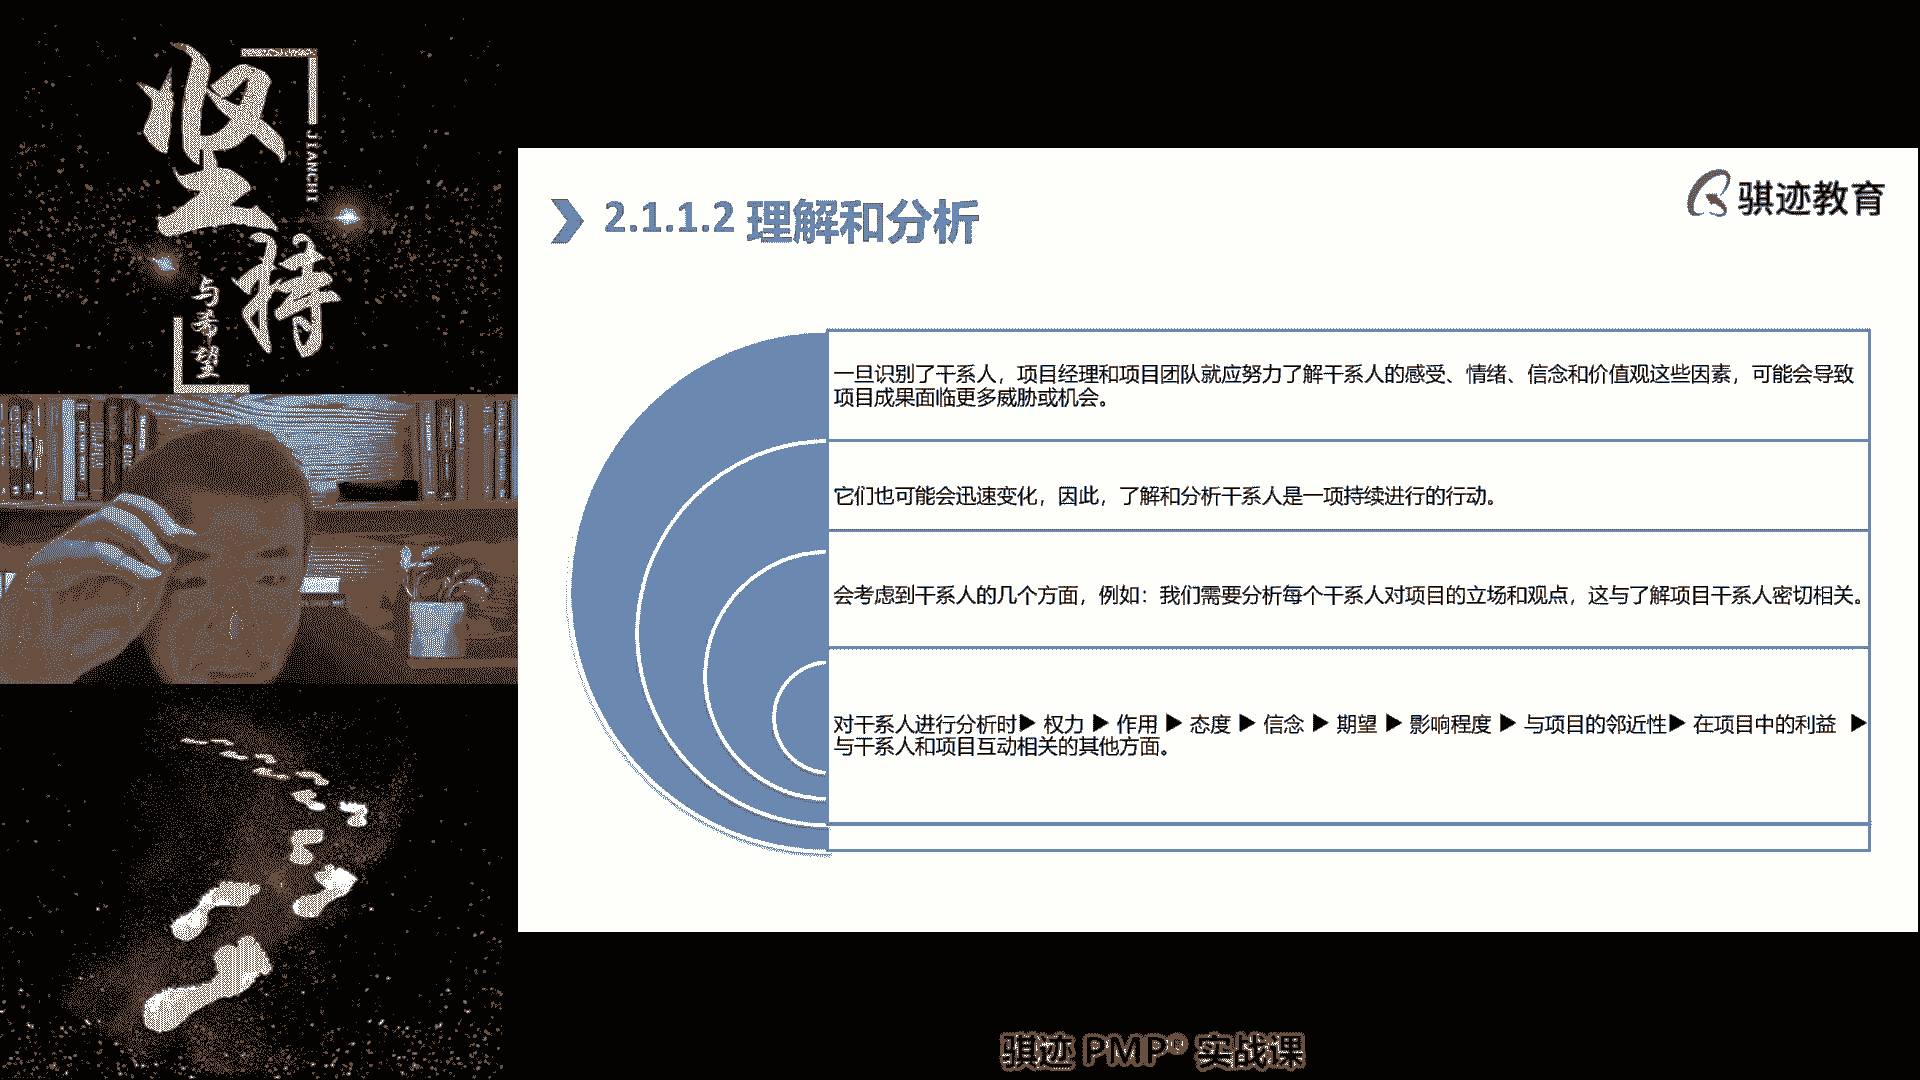 坚持
JIANCHI
与希望
2.1.1.2 理解和分析
骐迹教育
一旦识别了干系人，项目经理和项目团队就应努力了解干系人的感受、情绪、信念和价值观这些因素，可能会导致
项目成果面临更多威胁或机会。
它们也可能会迅速变化，因此，了解和分析干系人是一项持续进行的行动。
会考虑到干系人的几个方面，例如：我们需要分析每个干系人对项目的立场和观点，这与了解项目干系人密切相关。
对干系人进行分析时▶ 权力 ▶ 作用 ▶ 态度 ▶ 信念 ▶ 期望 ▶ 影响程度 ▶ 与项目的邻近性▶ 在项目中的利益 ▶
与干系人和项目互动相关的其他方面。
骐迹 PMP® 实战课